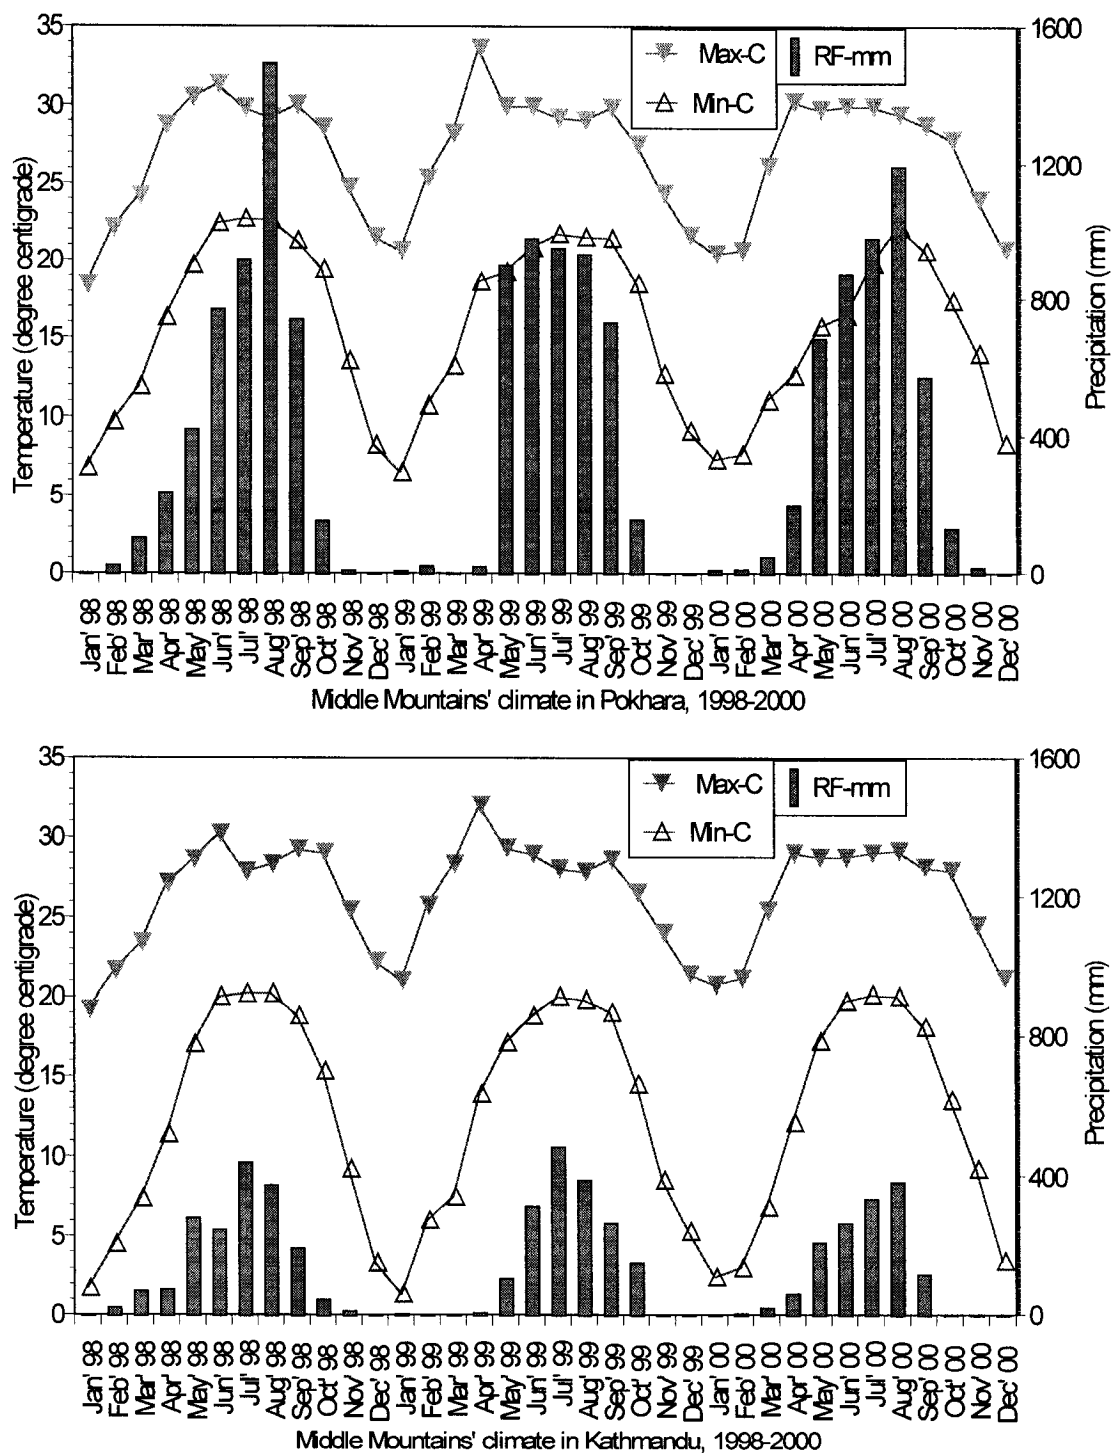 35
30
25
20
15
10
5
0
Temperature (degree centigrade)
Max-C
Min-C
RF-mm
1600
1200
800
400
0
Precipitation (mm)
Jan' 98
Feb' 98
Mar' 98
Apr' 98
May' 98
Jun' 98
Jul' 98
Aug' 98
Sep' 98
Oct' 98
Nov' 98
Dec' 98
Jan' 99
Feb' 99
Mar' 99
Apr' 99
May' 99
Jun' 99
Jul' 99
Aug' 99
Sep' 99
Oct' 99
Nov' 99
Dec' 99
Jan' 00
Feb' 00
Mar' 00
Apr' 00
May' 00
Jun' 00
Jul' 00
Aug' 00
Sep' 00
Oct' 00
Nov' 00
Dec' 00
Middle Mountains' climate in Pokhara, 1998-2000
35
30
25
20
15
10
5
0
Temperature (degree centigrade)
Max-C
Min-C
RF-mm
1600
1200
800
400
0
Precipitation (mm)
Jan' 98
Feb' 98
Mar' 98
Apr' 98
May' 98
Jun' 98
Jul' 98
Aug' 98
Sep' 98
Oct' 98
Nov' 98
Dec' 98
Jan' 99
Feb' 99
Mar' 99
Apr' 99
May' 99
Jun' 99
Jul' 99
Aug' 99
Sep' 99
Oct' 99
Nov' 99
Dec' 99
Jan' 00
Feb' 00
Mar' 00
Apr' 00
May' 00
Jun' 00
Jul' 00
Aug' 00
Sep' 00
Oct' 00
Nov' 00
Dec' 00
Middle Mountains' climate in Kathmandu, 1998-2000